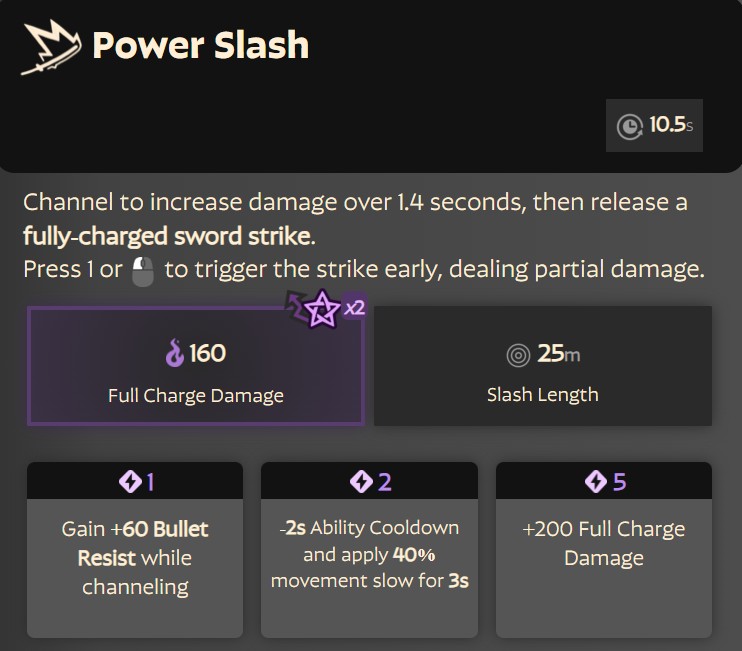 Power Slash
10.5s
Channel to increase damage over 1.4 seconds, then release a
fully-charged sword strike.
Press 1 or to trigger the strike early, dealing partial damage.
x2
160
Full Charge Damage
25m
Slash Length
1
Gain +60 Bullet
Resist while
channeling
2
-2s Ability Cooldown
and apply 40%
movement slow for 3s
5
+200 Full Charge
Damage